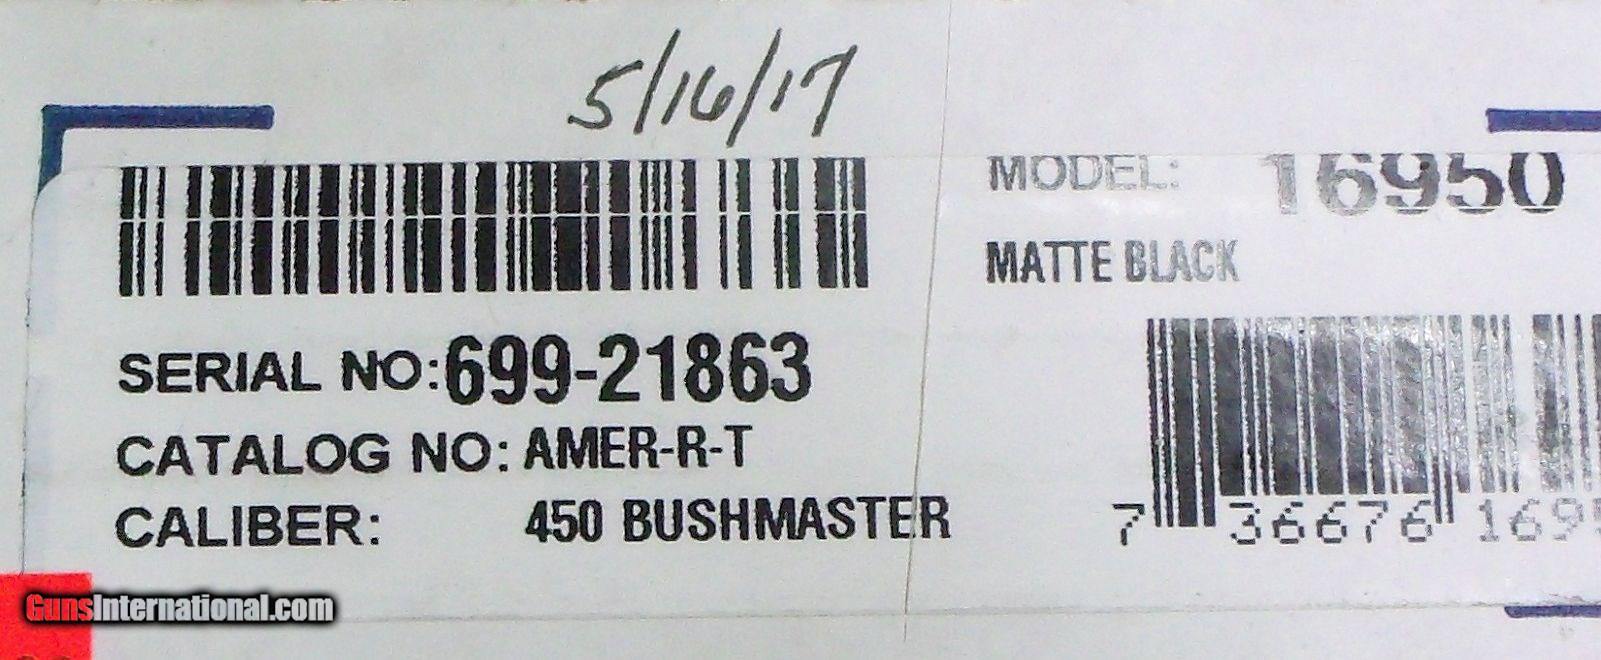 5/16/17
MODEL: 16950
MATTE BLACK
SERIAL NO: 699-21863
CATALOG NO: AMER-R-T
CALIBER: 450 BUSHMASTER
7 36676 169
GunsInternational.com